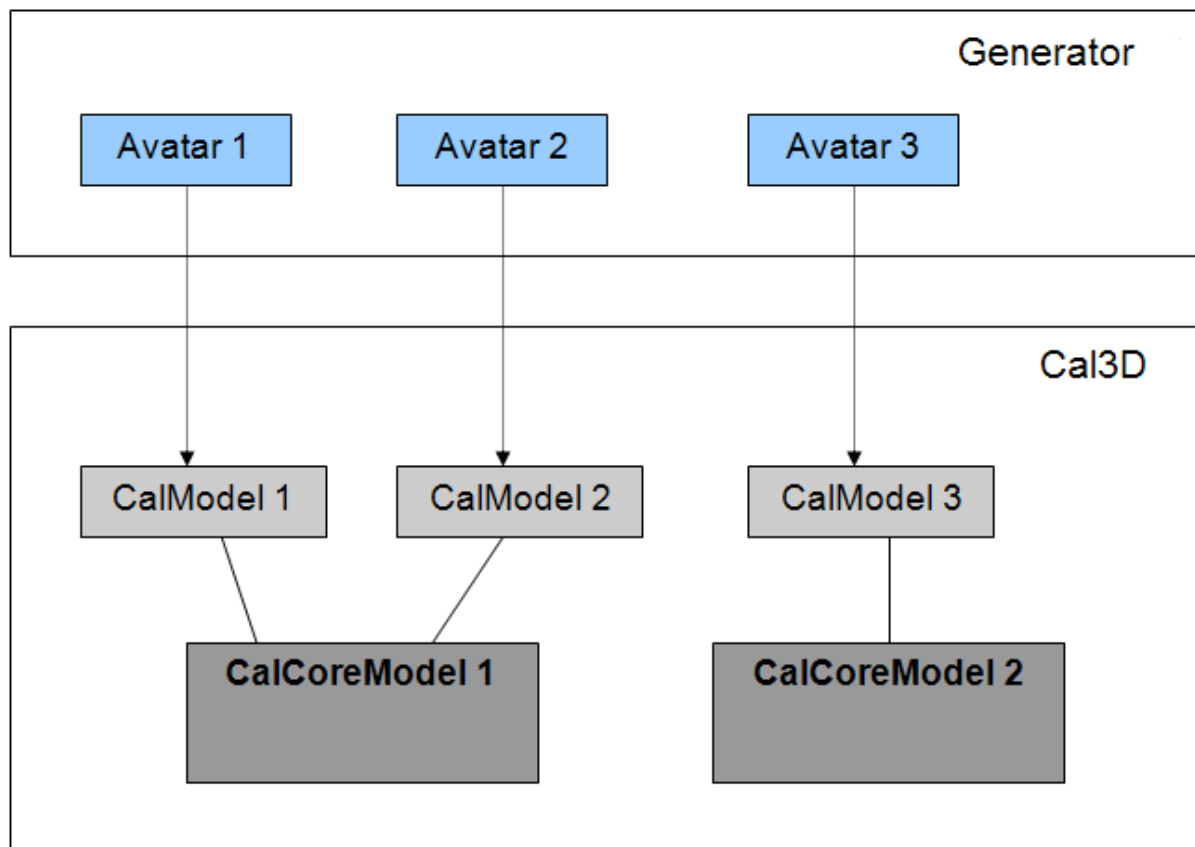 Generator
Avatar 1
Avatar 2
Avatar 3
Cal3D
CalModel 1
CalModel 2
CalModel 3
CalCoreModel 1
CalCoreModel 2